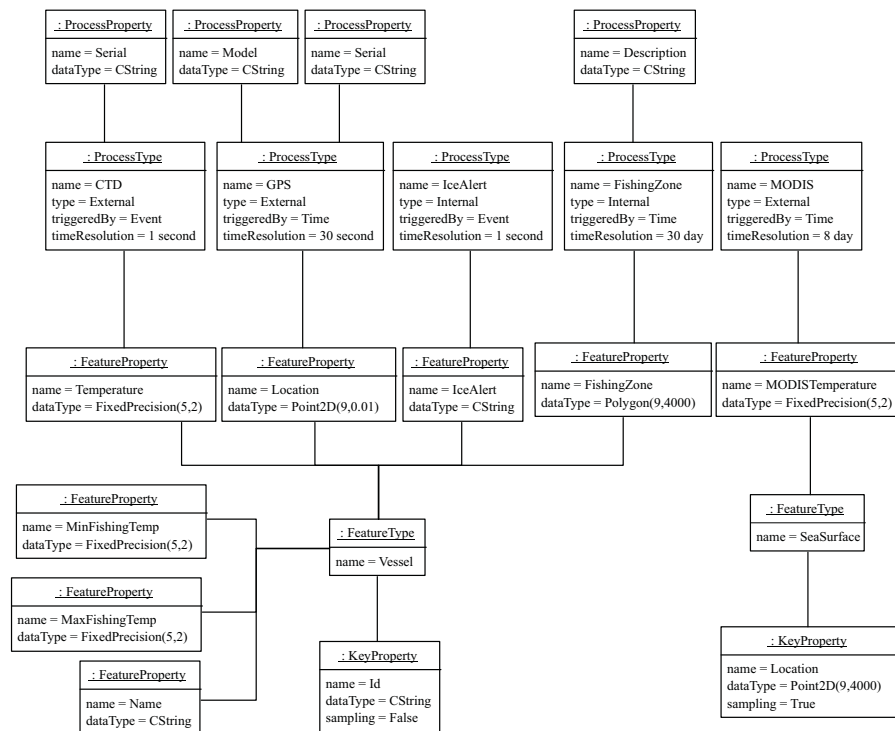 : ProcessProperty
name = Serial
dataType = CString
: ProcessProperty
name = Model
dataType = CString
: ProcessProperty
name = Serial
dataType = CString
: ProcessProperty
name = Description
dataType = CString
: ProcessType
name = CTD
type = External
triggeredBy = Event
timeResolution = 1 second
: ProcessType
name = GPS
type = External
triggeredBy = Time
timeResolution = 30 second
: ProcessType
name = IceAlert
type = Internal
triggeredBy = Event
timeResolution = 1 second
: ProcessType
name = FishingZone
type = Internal
triggeredBy = Time
timeResolution = 30 day
: ProcessType
name = MODIS
type = External
triggeredBy = Time
timeResolution = 8 day
: FeatureProperty
name = Temperature
dataType = FixedPrecision(5,2)
: FeatureProperty
name = Location
dataType = Point2D(9,0.01)
: FeatureProperty
name = IceAlert
dataType = CString
: FeatureProperty
name = FishingZone
dataType = Polygon(9,4000)
: FeatureProperty
name = MODISTemperature
dataType = FixedPrecision(5,2)
: FeatureProperty
name = MinFishingTemp
dataType = FixedPrecision(5,2)
: FeatureType
name = Vessel
: FeatureType
name = SeaSurface
: FeatureProperty
name = MaxFishingTemp
dataType = FixedPrecision(5,2)
: FeatureProperty
name = Name
dataType = CString
: KeyProperty
name = Id
dataType = CString
sampling = False
: KeyProperty
name = Location
dataType = Point2D(9,4000)
sampling = True